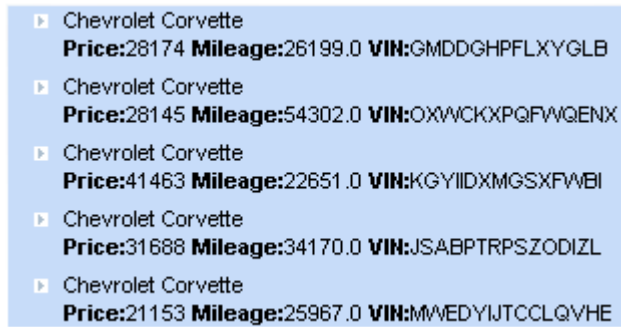 Chevrolet Corvette
Price:28174 Mileage:26199.0 VIN:GMDDGHPFLXYGLB
Chevrolet Corvette
Price:28145 Mileage:54302.0 VIN:OXWCKXPQFWQENX
Chevrolet Corvette
Price:41463 Mileage:22651.0 VIN:KGYIIDXMGSXFWBI
Chevrolet Corvette
Price:31688 Mileage:34170.0 VIN:JSABPTRPSZODIZL
Chevrolet Corvette
Price:21153 Mileage:25967.0 VIN:MWEDYIJTCCLQVHE